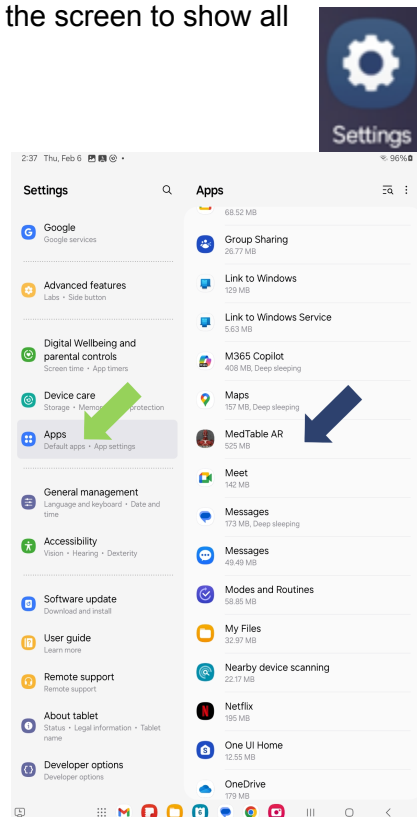 the screen to show all
Settings
2:37 Thu, Feb 6
96%
Settings
Google
Google services
Advanced features
Labs • Side button
Digital Wellbeing and
parental controls
Screen time • App timers
Device care
Storage • protection
Apps
Default apps • App settings
General management
Language and keyboard • Date and
time
Accessibility
Vision • Hearing • Dexterity
Software update
Download and install
User guide
Learn more
Remote support
Remote support
About tablet
Status • Legal information • Tablet
name
Developer options
Developer options
Apps
68.52 MB
Group Sharing
26.77 MB
Link to Windows
129 MB
Link to Windows Service
5.63 MB
M365 Copilot
408 MB, Deep sleeping
Maps
157 MB, Deep sleeping
MedTable AR
525 MB
Meet
142 MB
Messages
173 MB, Deep sleeping
Messages
49.49 MB
Modes and Routines
58.85 MB
My Files
32.97 MB
Nearby device scanning
22.17 MB
Netflix
195 MB
One UI Home
12.55 MB
OneDrive
179 MB